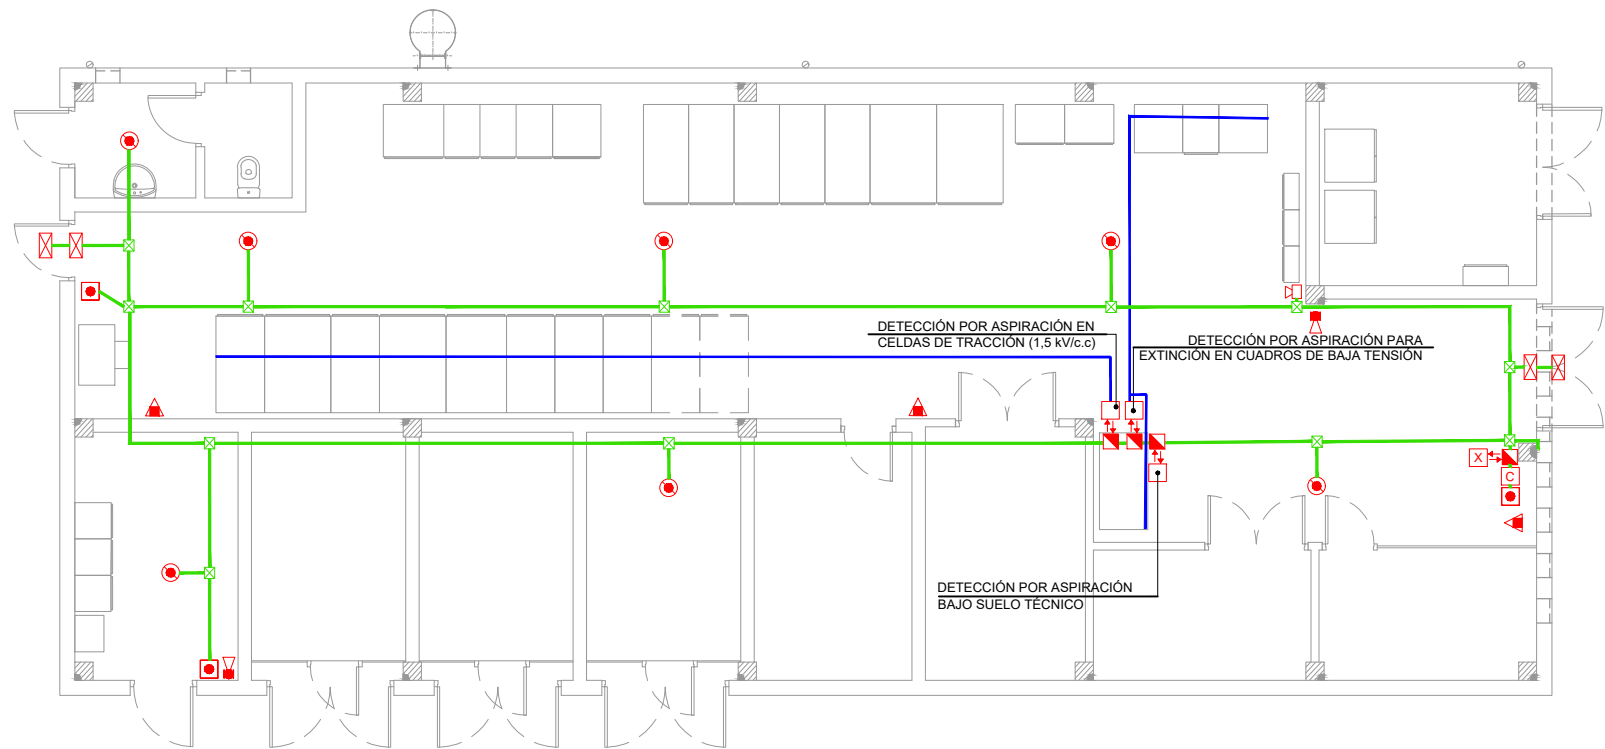 DETECCIÓN POR ASPIRACIÓN EN
CELDAS DE TRACCIÓN (1,5 kV/c.c)
DETECCIÓN POR ASPIRACIÓN PARA
EXTINCIÓN EN CUADROS DE BAJA TENSIÓN
X
C
DETECCIÓN POR ASPIRACIÓN
BAJO SUELO TÉCNICO